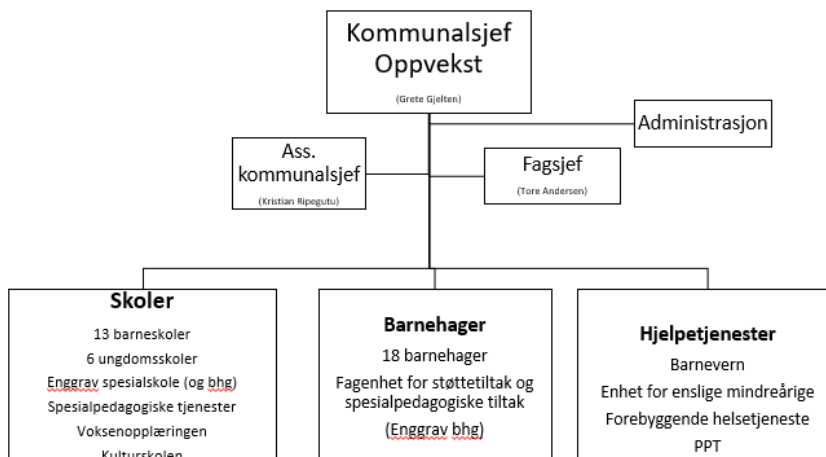 Kommunalsjef
Oppvekst
(Grete Gjelten)
Administrasjon
Ass.
kommunalsjef
(Kristian Ripegutu)
Fagsjef
(Tore Andersen)
Skoler
13 barneskoler
6 ungdomsskoler
Enggrav spesialskole (og bhg)
Spesialpedagogiske tjenester
Voksenopplæringen
Kulturskolen
Barnehager
18 barnehager
Fagenhet for støttetiltak og
spesialpedagogiske tiltak
(Enggrav bhg)
Hjelpetjenester
Barnevern
Enhet for enslige mindreårige
Forebyggende helsetjeneste
PPT